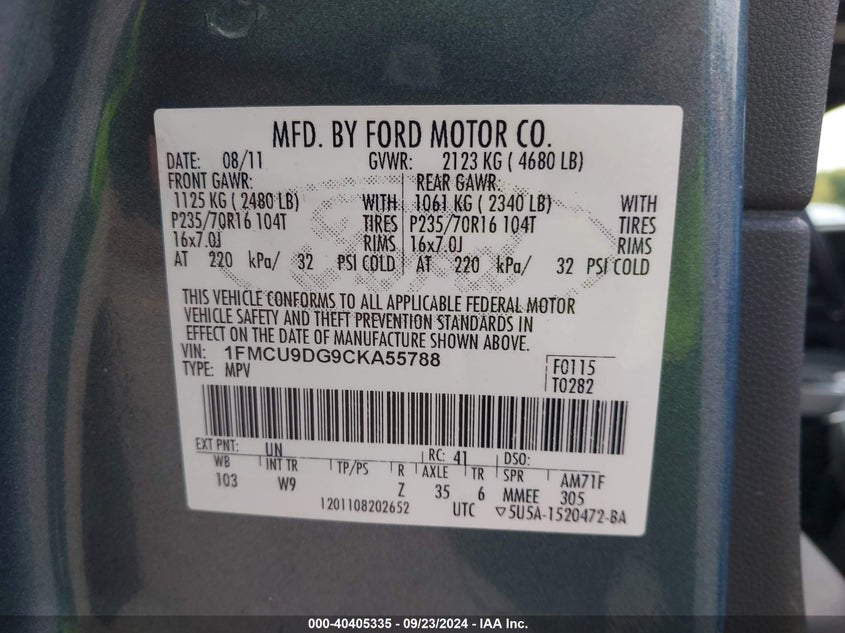 MFD. BY FORD MOTOR CO.
DATE: 08/11 GVWR: 2123 KG ( 4680 LB)
FRONT GAWR: REAR GAWR:
1125 KG ( 2480 LB) WITH 1061 KG ( 2340 LB) WITH
P235/70R16 104T TIRES P235/70R16 104T TIRES
16x7.0J RIMS 16x7.0J RIMS
AT 220 kPa/ 32 PSI COLD AT 220 kPa/ 32 PSI COLD
THIS VEHICLE CONFORMS TO ALL APPLICABLE FEDERAL MOTOR
VEHICLE SAFETY AND THEFT PREVENTION STANDARDS IN
EFFECT ON THE DATE OF MANUFACTURE SHOWN ABOVE.
VIN: 1FMCU9DG9CKA55788
TYPE: MPV
F0115
T0282
EXT PNT: UN RC: 41 DSO:
WB INT TR TP/PS R AXLE TR SPR AM71F
103 W9 Z 35 6 MMEE 305
1201108202652 UTC ▽5U5A-1520472-BA
000-40405335 - 09/23/2024 - IAA Inc.